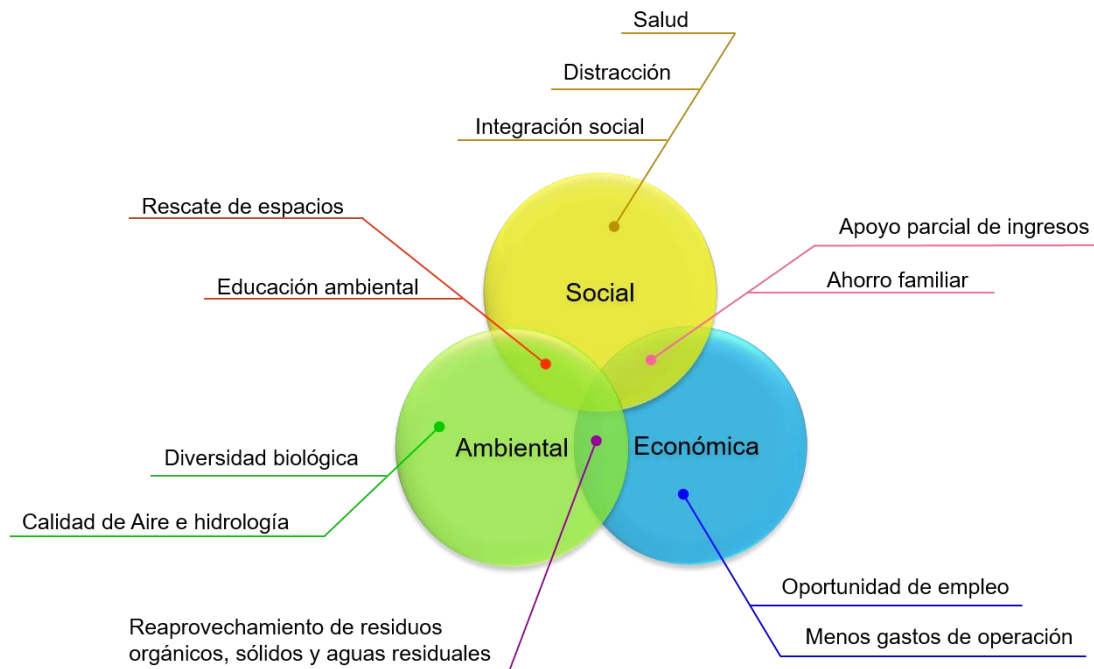 Salud
Distracción
Integración social
Rescate de espacios
Educación ambiental
Apoyo parcial de ingresos
Ahorro familiar
Social
Ambiental
Económica
Diversidad biológica
Calidad de Aire e hidrología
Oportunidad de empleo
Menos gastos de operación
Reaprovechamiento de residuos
orgánicos, sólidos y aguas residuales